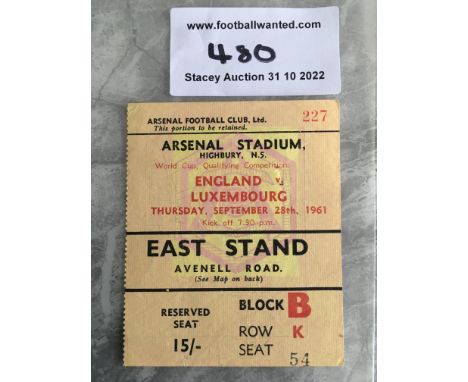 www.footballwanted.com
480
Stacey Auction 31 10 2022
ARSENAL FOOTBALL CLUB, Ltd.
This portion to be retained.
227
ARSENAL STADIUM,
HIGHBURY, N.5.
World Cup, Qualifying Competition
ENGLAND v.
LUXEMBOURG
THURSDAY, SEPTEMBER 28th, 1961
Kick off 7.30 p.m.
EAST STAND
AVENELL ROAD.
(See Map on back)
RESERVED
SEAT
15/-
BLOCK B
ROW K
SEAT 54